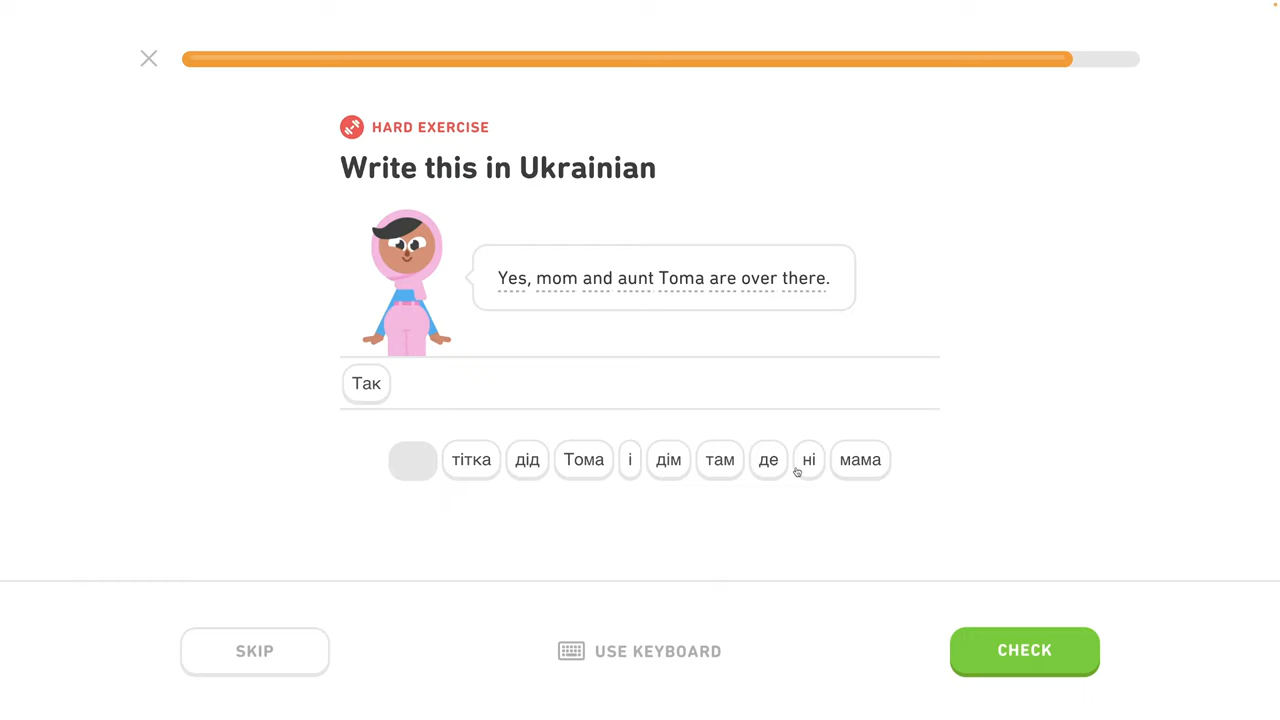 HARD EXERCISE
Write this in Ukrainian
Yes, mom and aunt Toma are over there.
Так
тітка дід Тома і дім там де ні мама
SKIP USE KEYBOARD CHECK